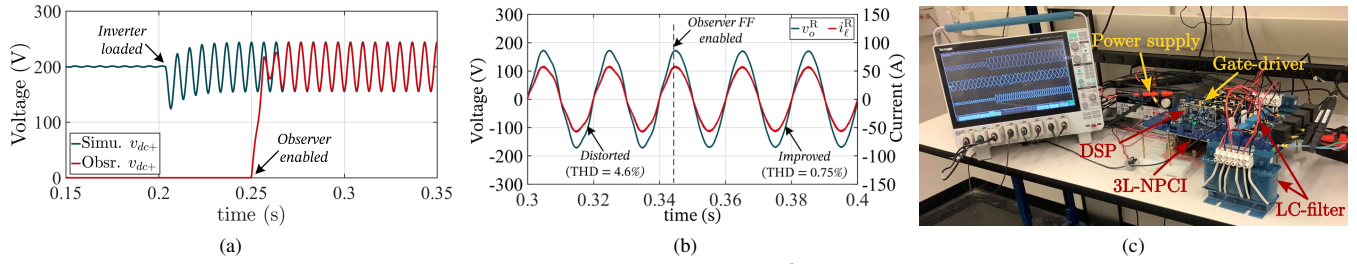 300
200
100
0
Voltage (V)
Inverter
loaded
Observer
enabled
Simu. v_dc+
Obsr. v_dc+
0.15
0.2
0.25
0.3
0.35
time (s)
(a)
300
200
100
0
-100
-200
-300
Voltage (V)
Observer FF
enabled
v_o^R i_ℓ^R
Distorted
(THD = 4.6%)
Improved
(THD = 0.75%)
150
100
50
0
-50
-100
-150
Current (A)
0.3
0.32
0.34
0.36
0.38
0.4
time (s)
(b)
Power supply
Gate-driver
DSP
3L-NPCI
LC-filter
(c)